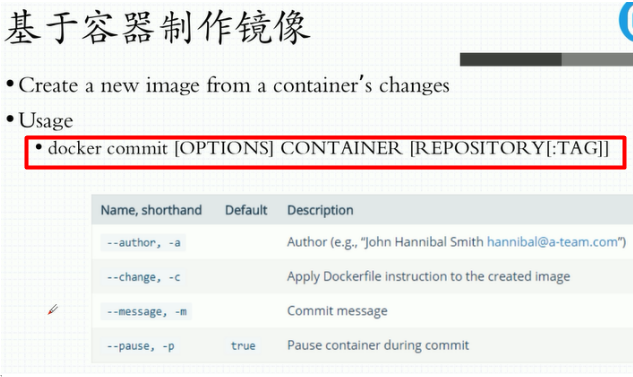 基于容器制作镜像
•Create a new image from a container's changes
•Usage
• docker commit [OPTIONS] CONTAINER [REPOSITORY[:TAG]]
Name, shorthand Default Description
--author, -a Author (e.g., “John Hannibal Smith hannibal@a-team.com”)
--change, -c Apply Dockerfile instruction to the created image
--message, -m Commit message
--pause, -p true Pause container during commit